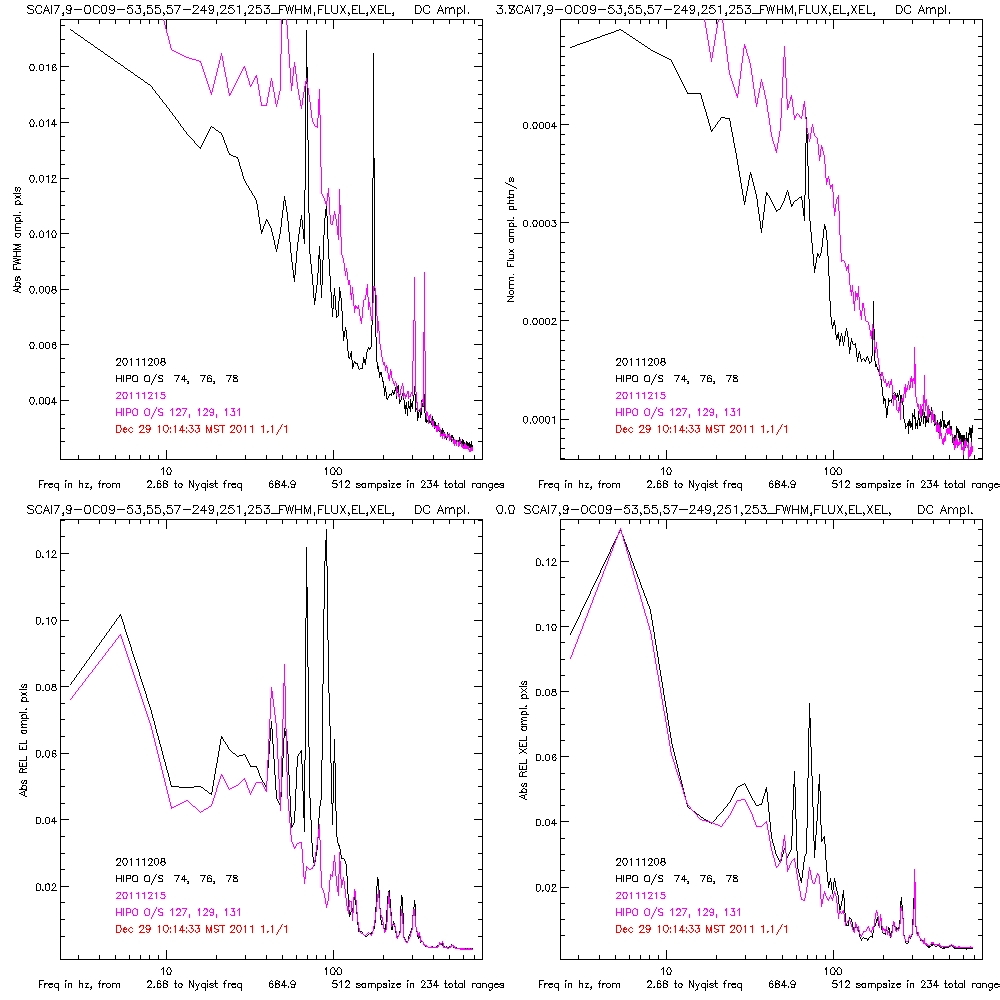 SCAI7,9-OC09-53,55,57-249,251,253_FWHM,FLUX,EL,XEL, DC Ampl.
0.016
0.014
0.012
0.010
0.008
0.006
0.004
Abs FWHM ampl. pxls
20111208
HIPO O/S 74, 76, 78
20111215
HIPO O/S 127, 129, 131
Dec 29 10:14:33 MST 2011 1.1/1
10 100
Freq in hz, from 2.68 to Nyqist freq 684.9 512 sampsize in 234 total ranges
SCAI7,9-OC09-53,55,57-249,251,253_FWHM,FLUX,EL,XEL, DC Ampl.
0.0004
0.0003
0.0002
0.0001
Norm. Flux ampl. phtn/s
20111208
HIPO O/S 74, 76, 78
20111215
HIPO O/S 127, 129, 131
Dec 29 10:14:33 MST 2011 1.1/1
10 100
Freq in hz, from 2.68 to Nyqist freq 684.9 512 sampsize in 234 total ranges
SCAI7,9-OC09-53,55,57-249,251,253_FWHM,FLUX,EL,XEL, DC Ampl.
0.12
0.10
0.08
0.06
0.04
0.02
Abs REL EL ampl. pxls
20111208
HIPO O/S 74, 76, 78
20111215
HIPO O/S 127, 129, 131
Dec 29 10:14:33 MST 2011 1.1/1
10 100
Freq in hz, from 2.68 to Nyqist freq 684.9 512 sampsize in 234 total ranges
0.0 SCAI7,9-OC09-53,55,57-249,251,253_FWHM,FLUX,EL,XEL, DC Ampl.
0.12
0.10
0.08
0.06
0.04
0.02
Abs REL XEL ampl. pxls
20111208
HIPO O/S 74, 76, 78
20111215
HIPO O/S 127, 129, 131
Dec 29 10:14:33 MST 2011 1.1/1
10 100
Freq in hz, from 2.68 to Nyqist freq 684.9 512 sampsize in 234 total ranges